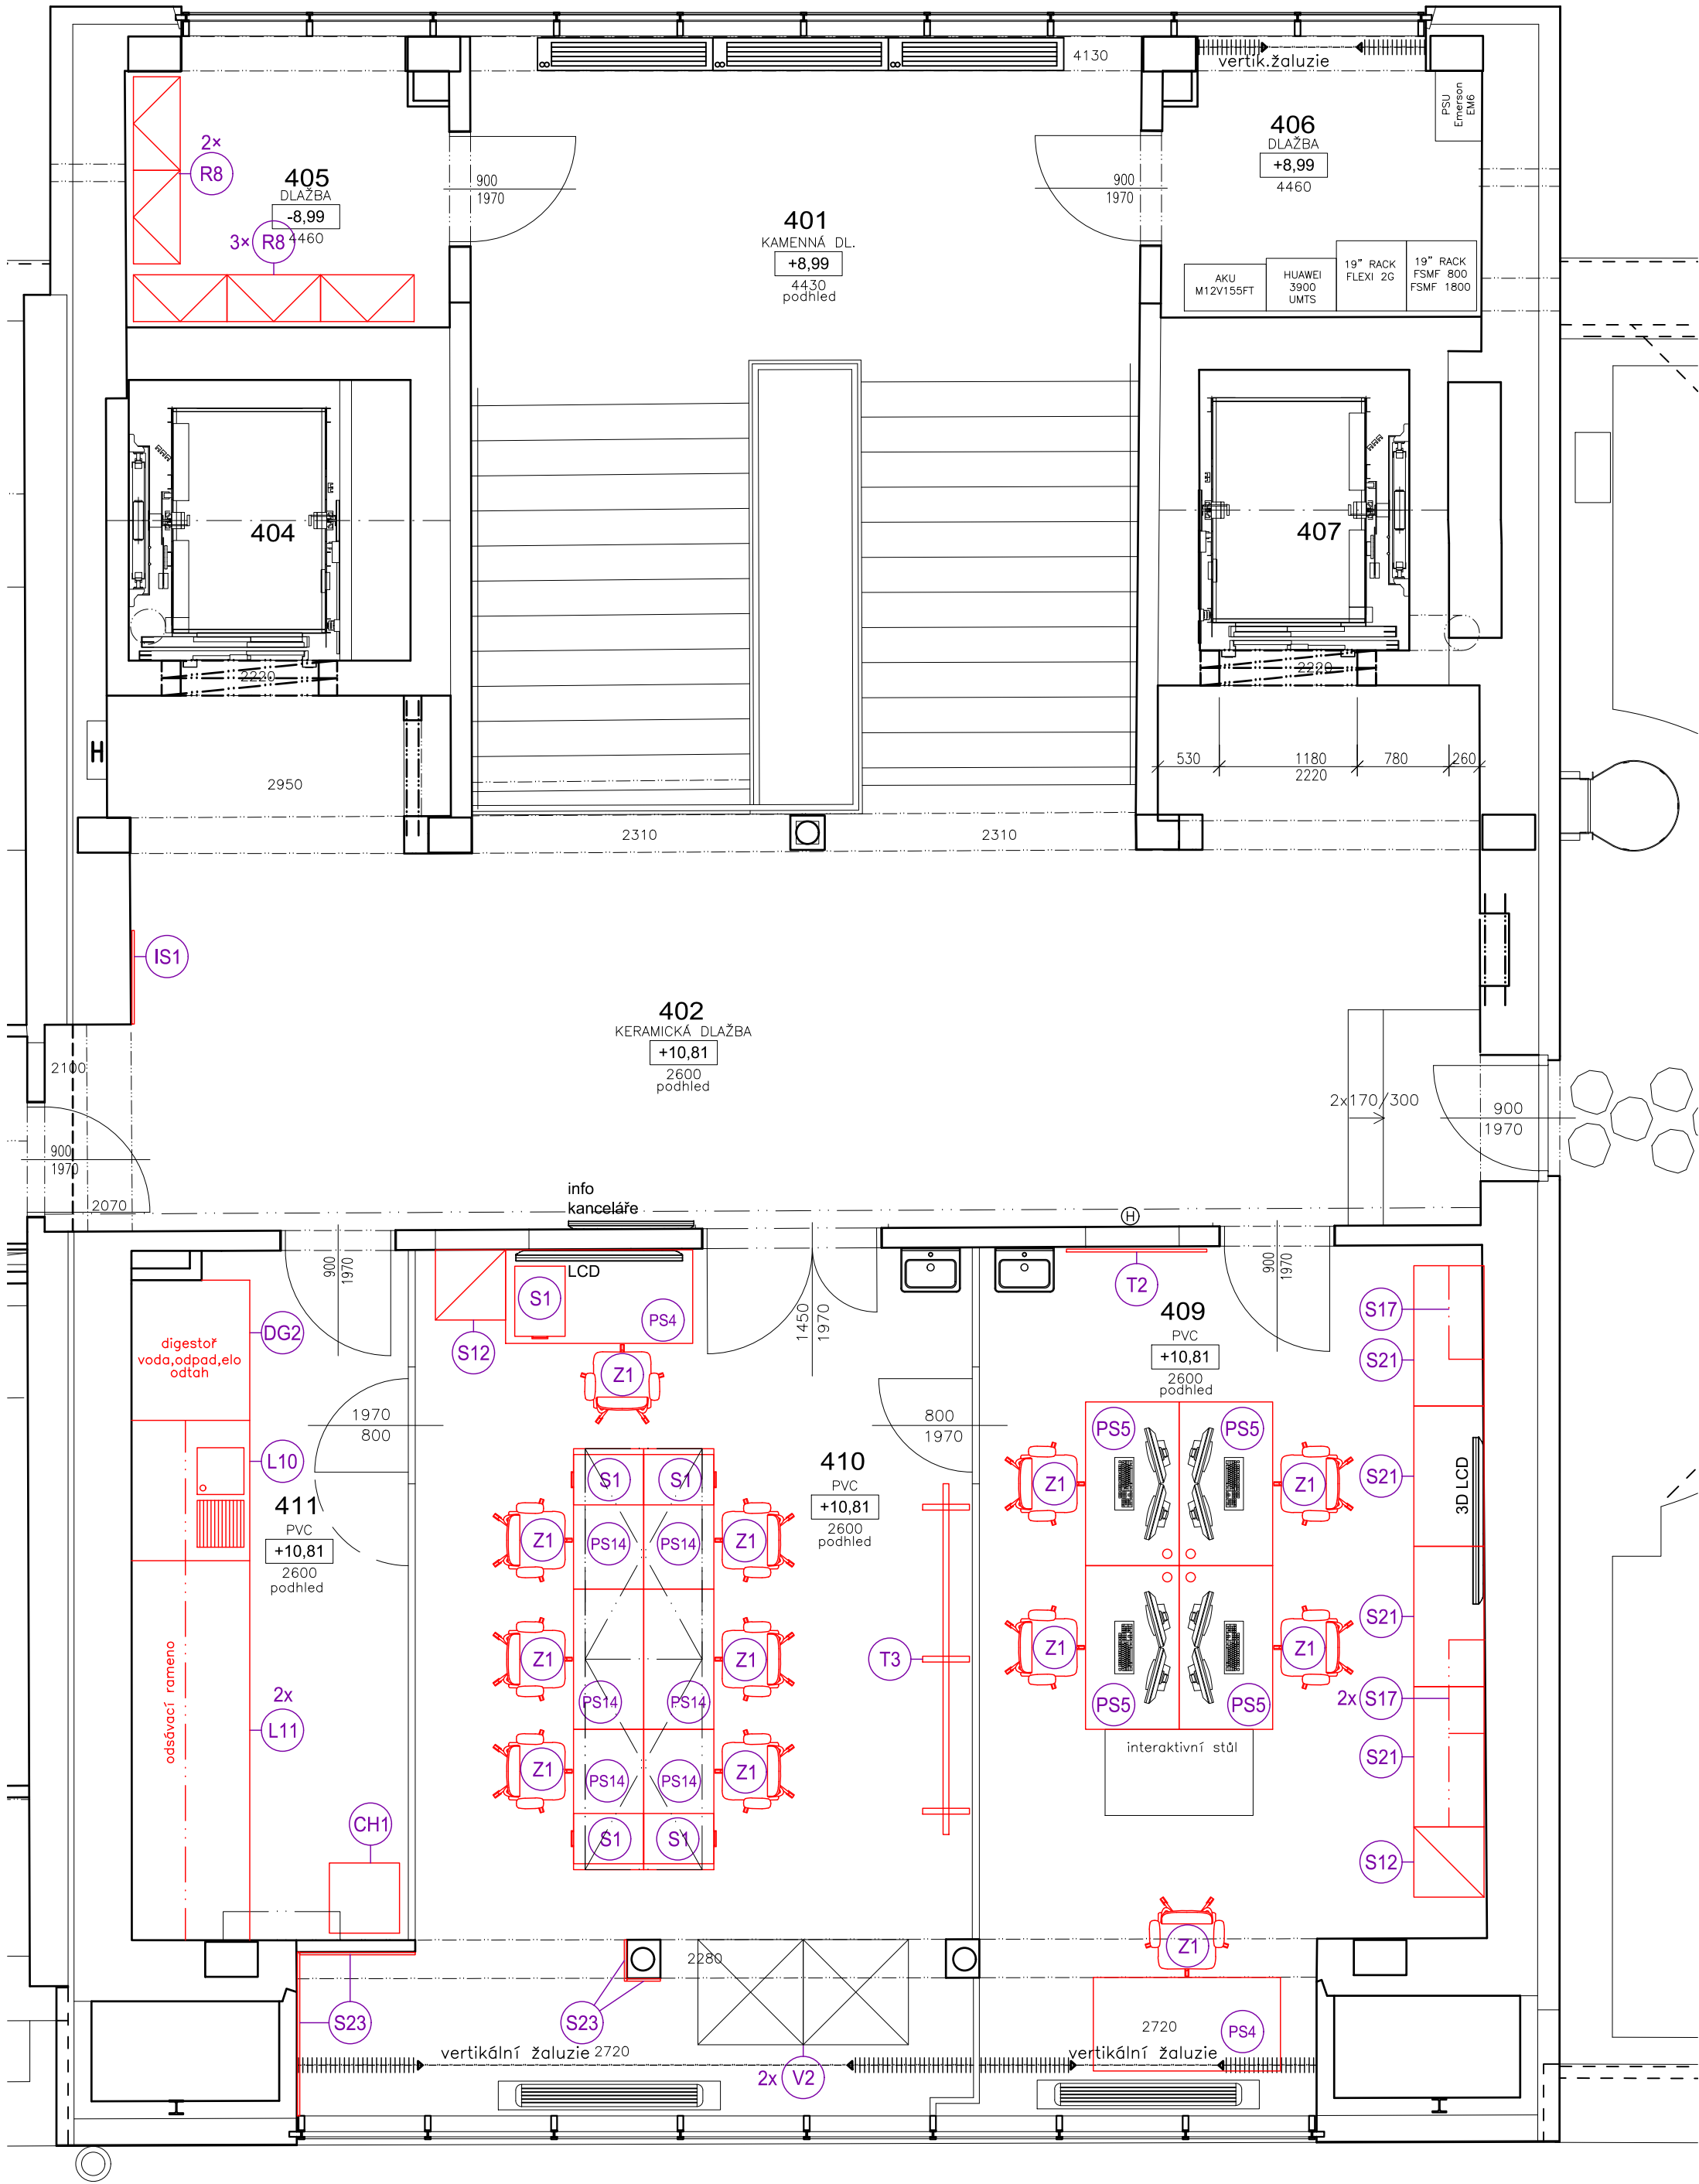 4130
vertik.žaluzie
PSU
Emerson
EM6
2×
R8
405
DLAŽBA
-8,99
4460
3×
R8
900
1970
401
KAMENNÁ DL.
+8,99
4430
podhled
900
1970
406
DLAŽBA
+8,99
4460
AKU
M12V155FT
HUAWEI
3900
UMTS
19" RACK
FLEXI 2G
19" RACK
FSMF 800
FSMF 1800
404
2220
407
2220
H
2950
530
1180
2220
780
260
2310
2310
IS1
402
KERAMICKÁ DLAŽBA
+10,81
2600
podhled
2100
900
1970
2070
2x170/300
900
1970
info
kanceláře
H
LCD
900
1970
1450
1970
900
1970
S1
PS4
S12
Z1
T2
409
PVC
+10,81
2600
podhled
S17
S21
DG2
digestoř
voda,odpad,elo
odtah
1970
800
800
1970
L10
411
PVC
+10,81
2600
podhled
410
PVC
+10,81
2600
podhled
S1
S1
Z1
PS14
PS14
Z1
Z1
Z1
PS14
PS14
Z1
PS14
PS14
Z1
S1
S1
T3
PS5
PS5
Z1
Z1
Z1
Z1
PS5
PS5
interaktivní stůl
S21
3D LCD
S21
2x
S17
S21
S12
odsávací rameno
2x
L11
CH1
Z1
2280
S23
S23
2720
PS4
vertikální žaluzie
2720
vertikální žaluzie
2x
V2